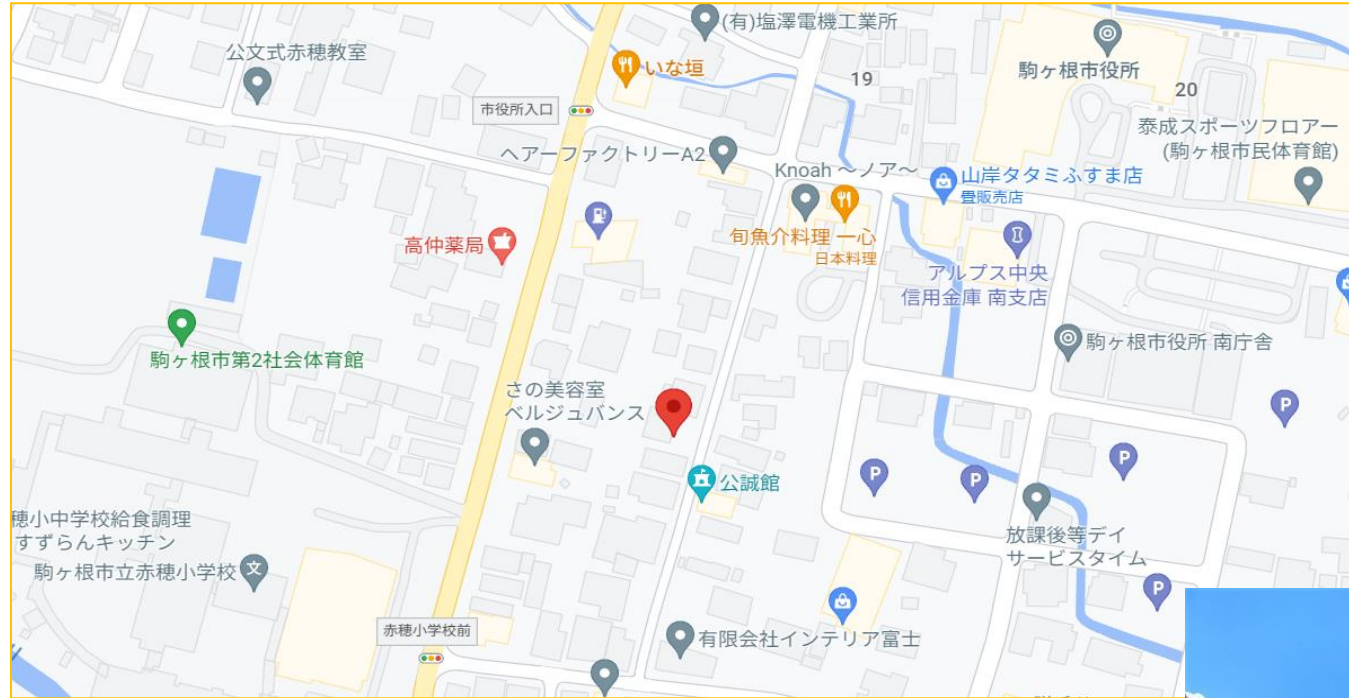 (有)塩澤電機工業所
公文式赤穂教室
いな垣
駒ヶ根市役所
19
20
市役所入口
泰成スポーツフロアー
(駒ヶ根市民体育館)
ヘアーファクトリーA2
Knoah ~ノア~
山岸タタミふすま店
畳販売店
高仲薬局
旬魚介料理 一心
日本料理
アルプス中央
信用金庫 南支店
駒ヶ根市役所 南庁舎
駒ヶ根市第2社会体育館
さの美容室
ベルジュバンス
P
公誠館
P
P
P
穂小中学校給食調理
すずらんキッチン
放課後等デイ
サービスタイム
駒ヶ根市立赤穂小学校
文
P
赤穂小学校前
有限会社インテリア富士